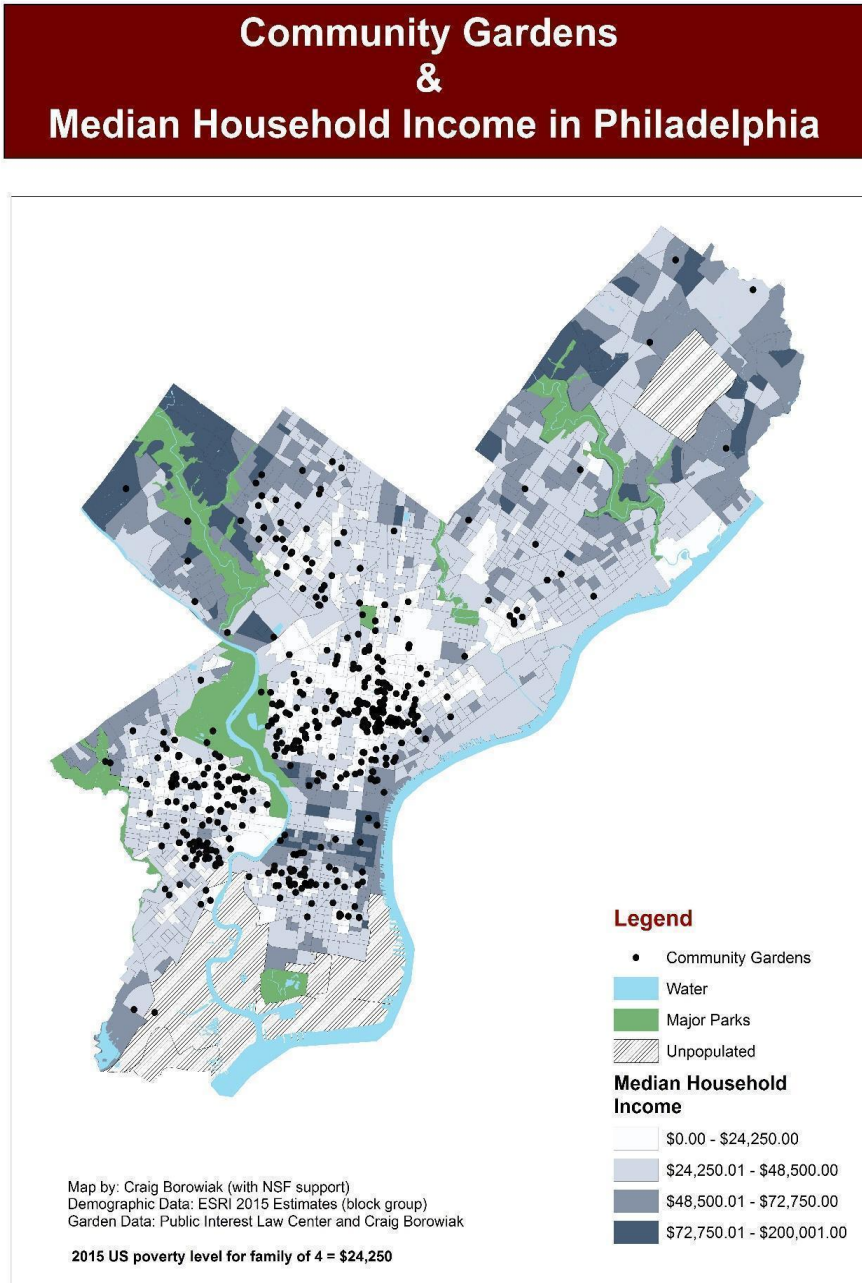 Community Gardens
&
Median Household Income in Philadelphia
Legend
Community Gardens
Water
Major Parks
Unpopulated
Median Household
Income
$0.00 - $24,250.00
$24,250.01 - $48,500.00
$48,500.01 - $72,750.00
$72,750.01 - $200,001.00
Map by: Craig Borowiak (with NSF support)
Demographic Data: ESRI 2015 Estimates (block group)
Garden Data: Public Interest Law Center and Craig Borowiak
2015 US poverty level for family of 4 = $24,250